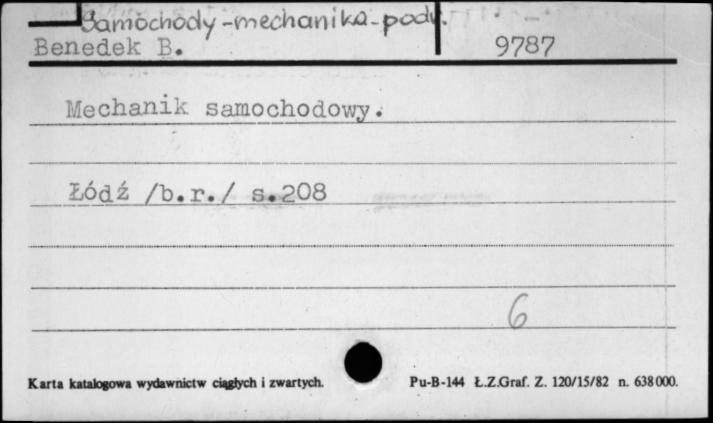 Samochody-mechanika-podr.
Benedek B. 9787
Mechanik samochodowy.
Łódź /b.r./ s.208
6
Karta katalogowa wydawnictw ciągłych i zwartych. Pu-B-144 Ł.Z.Graf. Z. 120/15/82 n. 638000.